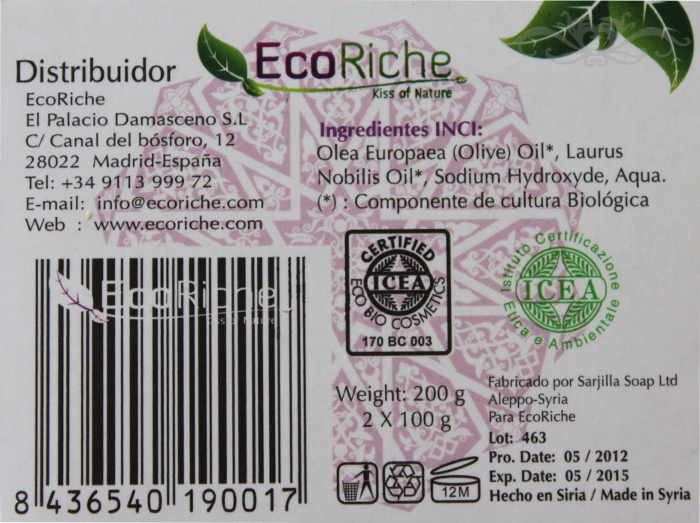 EcoRiche
Kiss of Nature
Distribuidor
EcoRiche
El Palacio Damasceno S.L
C/ Canal del bósforo, 12
28022 Madrid-España
Tel: +34 9113 999 72
E-mail: info@ecoriche.com
Web : www.ecoriche.com
Ingredientes INCI:
Olea Europaea (Olive) Oil*, Laurus
Nobilis Oil*, Sodium Hydroxyde, Aqua.
(*) : Componente de cultura Biológica
EcoRiche
Kiss of Nature
8 436540 190017
CERTIFIED
ICEA
ECO BIO COSMETICS
170 BC 003
Istituto Certificazione
ICEA
Etica e Ambientale
Weight: 200 g
2 X 100 g
12M
Fabricado por Sarjilla Soap Ltd
Aleppo-Syria
Para EcoRiche
Lot: 463
Pro. Date: 05 / 2012
Exp. Date: 05 / 2015
Hecho en Siria / Made in Syria